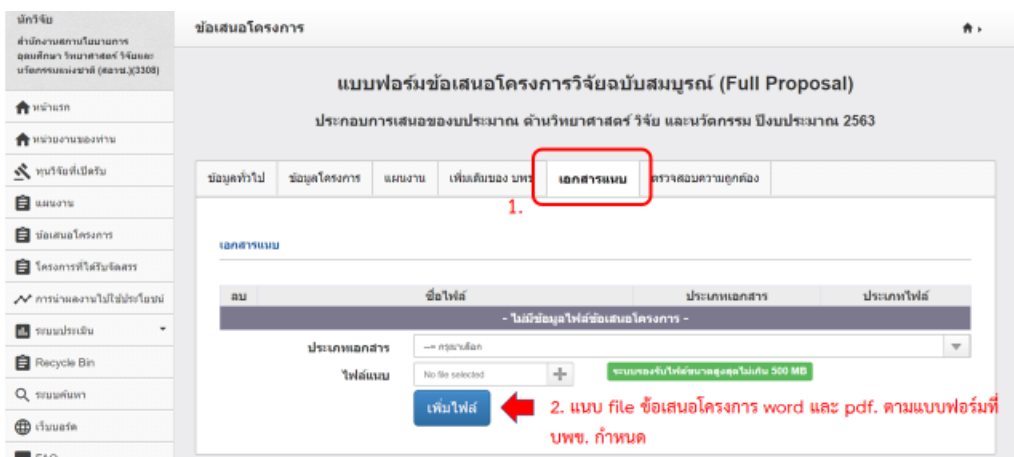 นักวิจัย
สำนักงานสภานโยบายการ
อุดมศึกษา วิทยาศาสตร์ วิจัยและ
นวัตกรรมแห่งชาติ (สอวช.)(3308)
ข้อเสนอโครงการ
แบบฟอร์มข้อเสนอโครงการวิจัยฉบับสมบูรณ์ (Full Proposal)
ประกอบการเสนอของบประมาณ ด้านวิทยาศาสตร์ วิจัย และนวัตกรรม ปีงบประมาณ 2563
หน้าแรก
หน่วยงานของท่าน
ทุนวิจัยที่เปิดรับ
แผนงาน
ข้อเสนอโครงการ
โครงการที่ได้รับจัดสรร
การนำผลงานไปใช้ประโยชน์
ระบบประเมิน
Recycle Bin
ระบบค้นหา
เว็บบอร์ด
FAQ
ข้อมูลทั่วไป ข้อมูลโครงการ แผนงาน เพิ่มเติมของ บพข เอกสารแนบ ตรวจสอบความถูกต้อง
1.
เอกสารแนบ
ลบ ชื่อไฟล์ ประเภทเอกสาร ประเภทไฟล์
- ไม่มีข้อมูลไฟล์ข้อเสนอโครงการ -
ประเภทเอกสาร --= กรุณาเลือก
ไฟล์แนบ No file selected ระบบรองรับไฟล์ขนาดสูงสุดไม่เกิน 500 MB
เพิ่มไฟล์
2. แนบ file ข้อเสนอโครงการ word และ pdf. ตามแบบฟอร์มที่
บพข. กำหนด